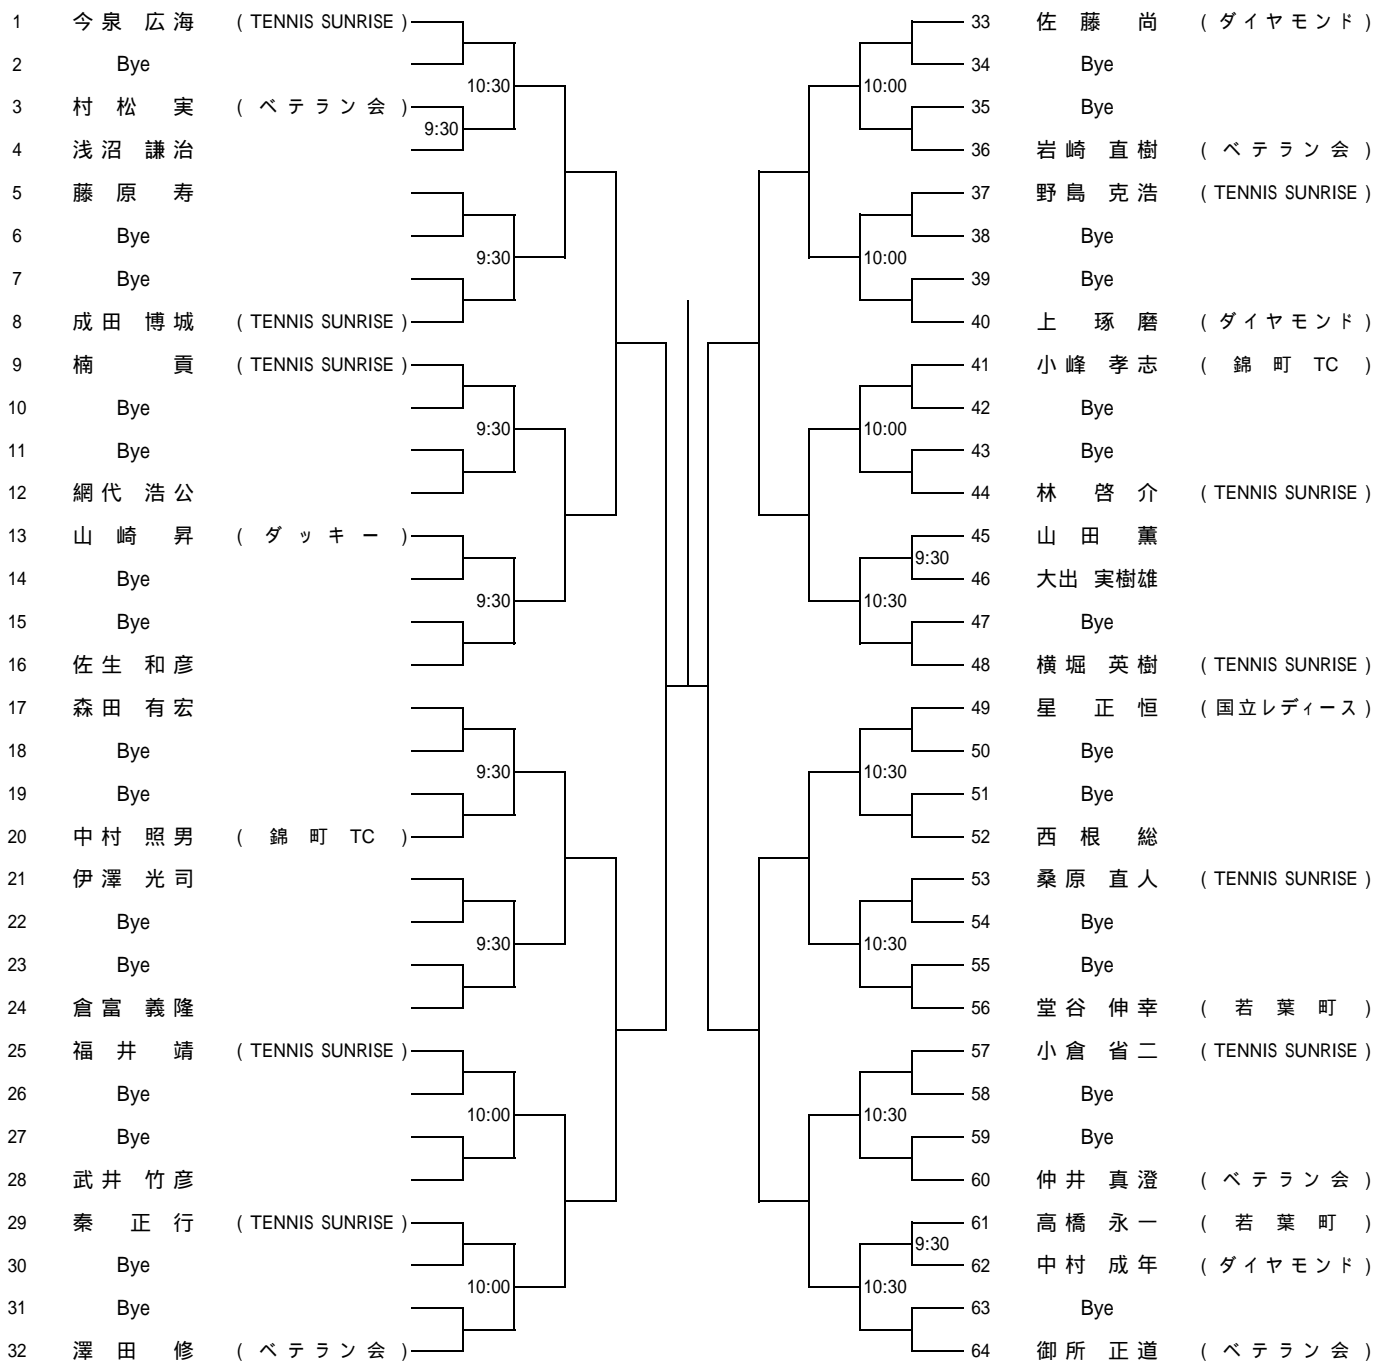 1 今泉 広海 (TENNIS SUNRISE)
2 Bye
10:30
3 村松 実 (ベテラン会)
9:30
4 浅沼 謙治
5 藤原 寿
6 Bye
9:30
7 Bye
8 成田 博城 (TENNIS SUNRISE)
9 楠 貢 (TENNIS SUNRISE)
10 Bye
9:30
11 Bye
12 網代 浩公
13 山崎 昇 (ダッキー)
14 Bye
9:30
15 Bye
16 佐生 和彦
17 森田 有宏
18 Bye
9:30
19 Bye
20 中村 照男 (錦町 TC)
21 伊澤 光司
22 Bye
9:30
23 Bye
24 倉富 義隆
25 福井 靖 (TENNIS SUNRISE)
26 Bye
10:00
27 Bye
28 武井 竹彦
29 秦 正行 (TENNIS SUNRISE)
30 Bye
10:00
31 Bye
32 澤田 修 (ベテラン会)
33 佐藤 尚 (ダイヤモンド)
34 Bye
10:00
35 Bye
36 岩崎 直樹 (ベテラン会)
37 野島 克浩 (TENNIS SUNRISE)
38 Bye
10:00
39 Bye
40 上 琢磨 (ダイヤモンド)
41 小峰 孝志 (錦町 TC)
42 Bye
10:00
43 Bye
44 林 啓介 (TENNIS SUNRISE)
45 山田 薫
9:30
46 大出 実樹雄
10:30
47 Bye
48 横堀 英樹 (TENNIS SUNRISE)
49 星 正恒 (国立レディース)
50 Bye
10:30
51 Bye
52 西根 総
53 桑原 直人 (TENNIS SUNRISE)
54 Bye
10:30
55 Bye
56 堂谷 伸幸 (若葉町)
57 小倉 省二 (TENNIS SUNRISE)
58 Bye
10:30
59 Bye
60 仲井 真澄 (ベテラン会)
61 高橋 永一 (若葉町)
9:30
62 中村 成年 (ダイヤモンド)
10:30
63 Bye
64 御所 正道 (ベテラン会)